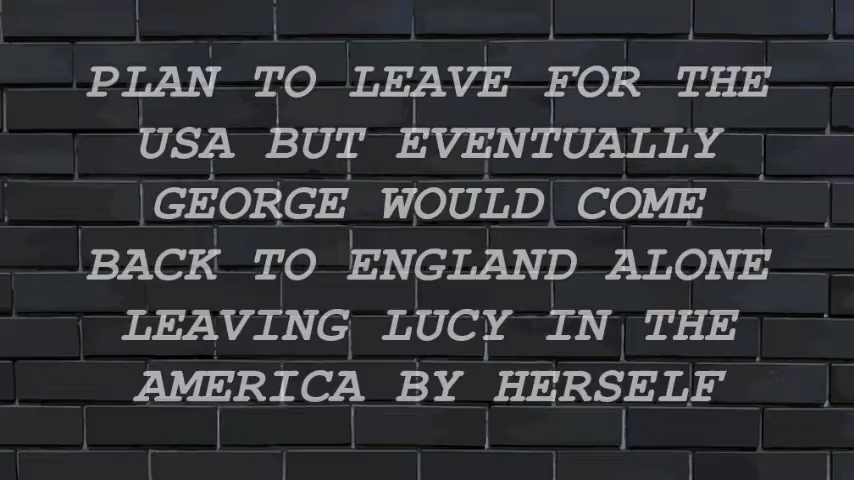 PLAN TO LEAVE FOR THE
USA BUT EVENTUALLY
GEORGE WOULD COME
BACK TO ENGLAND ALONE
LEAVING LUCY IN THE
AMERICA BY HERSELF